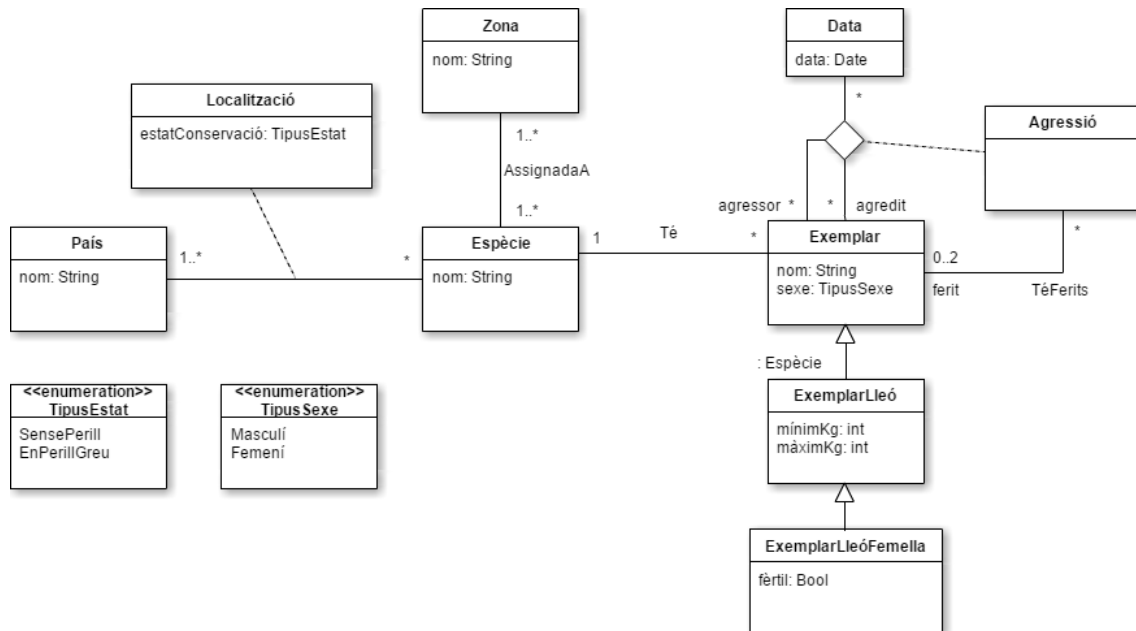 Zona
nom: String
Data
data: Date
Localització
estatConservació: TipusEstat
Agressió
1..*
*
AssignadaA
1..*
agressor * * agredit
País
nom: String
1..*
*
Espècie
nom: String
1
Té
*
Exemplar
nom: String
sexe: TipusSexe
0..2
ferit
*
TéFerits
: Espècie
<<enumeration>>
TipusEstat
SensePerill
EnPerillGreu
<<enumeration>>
TipusSexe
Masculí
Femení
ExemplarLleó
mínimKg: int
màximKg: int
ExemplarLleóFemella
fèrtil: Bool